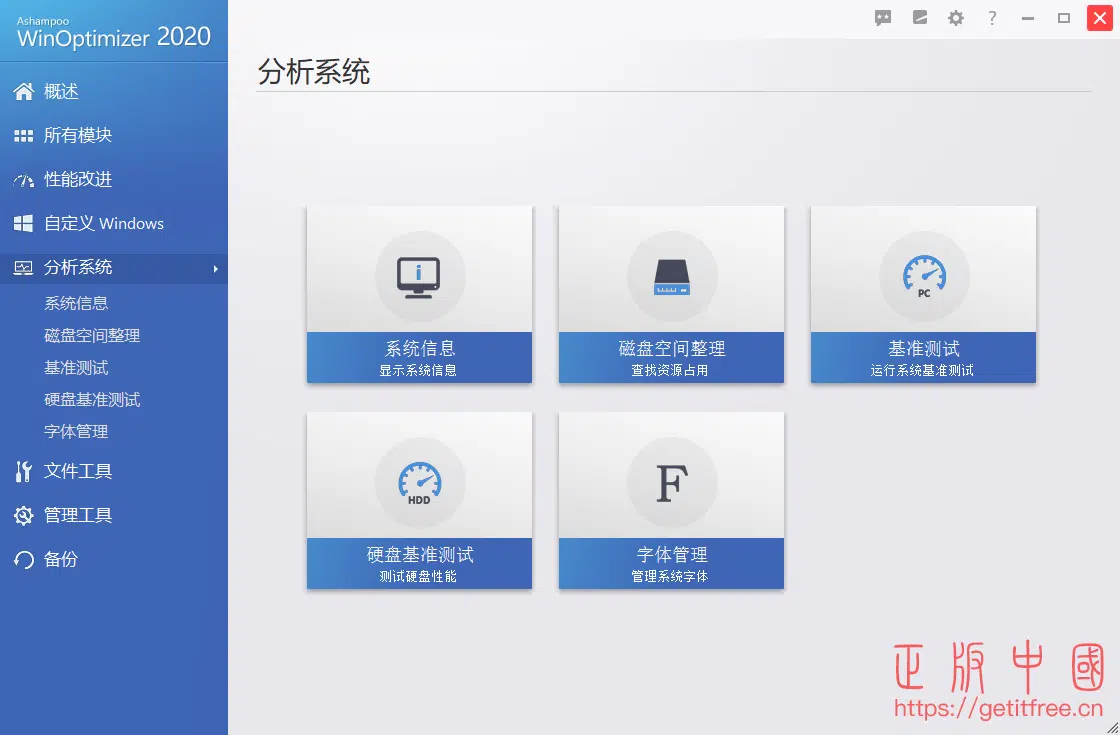 Ashampoo
WinOptimizer 2020
概述
所有模块
性能改进
自定义 Windows
分析系统
系统信息
磁盘空间整理
基准测试
硬盘基准测试
字体管理
文件工具
管理工具
备份
?
分析系统
i
系统信息
显示系统信息
磁盘空间整理
查找资源占用
PC
基准测试
运行系统基准测试
HDD
硬盘基准测试
测试硬盘性能
F
字体管理
管理系统字体
正版中國
https://getitfree.cn